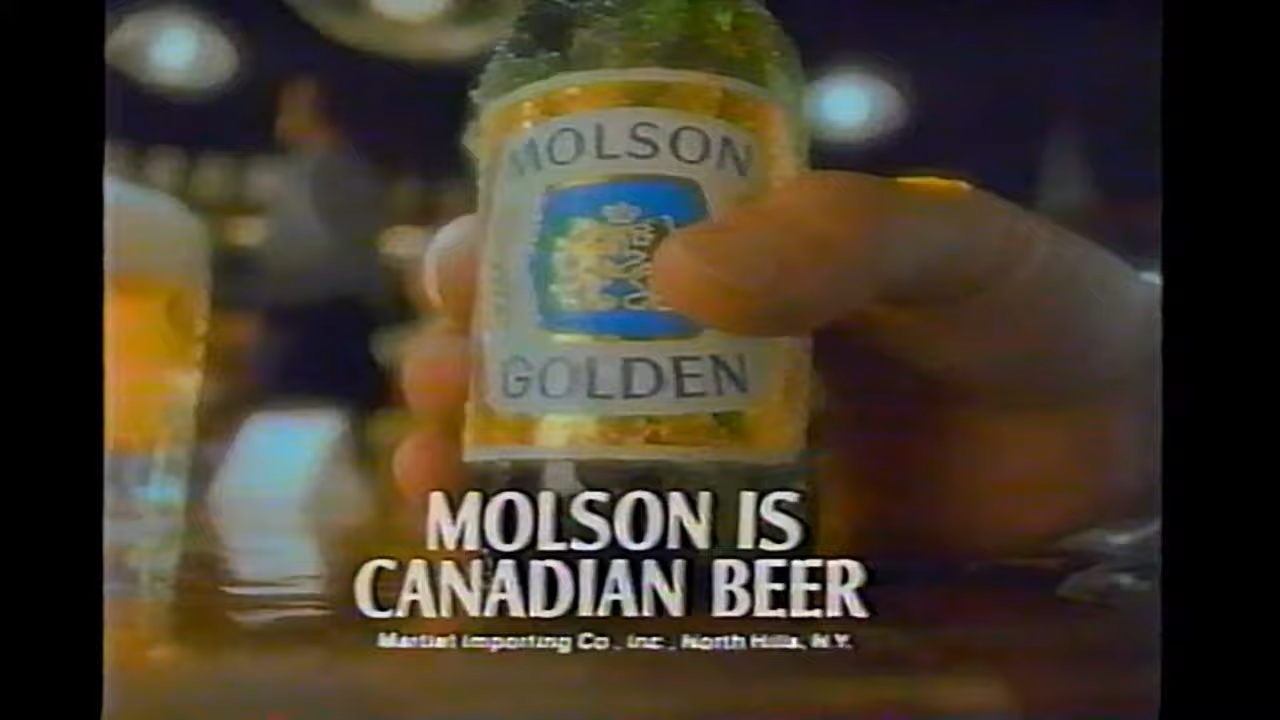 MOLSON
GOLDEN
MOLSON IS
CANADIAN BEER
Martlet Importing Co., Inc., North Hills, N.Y.